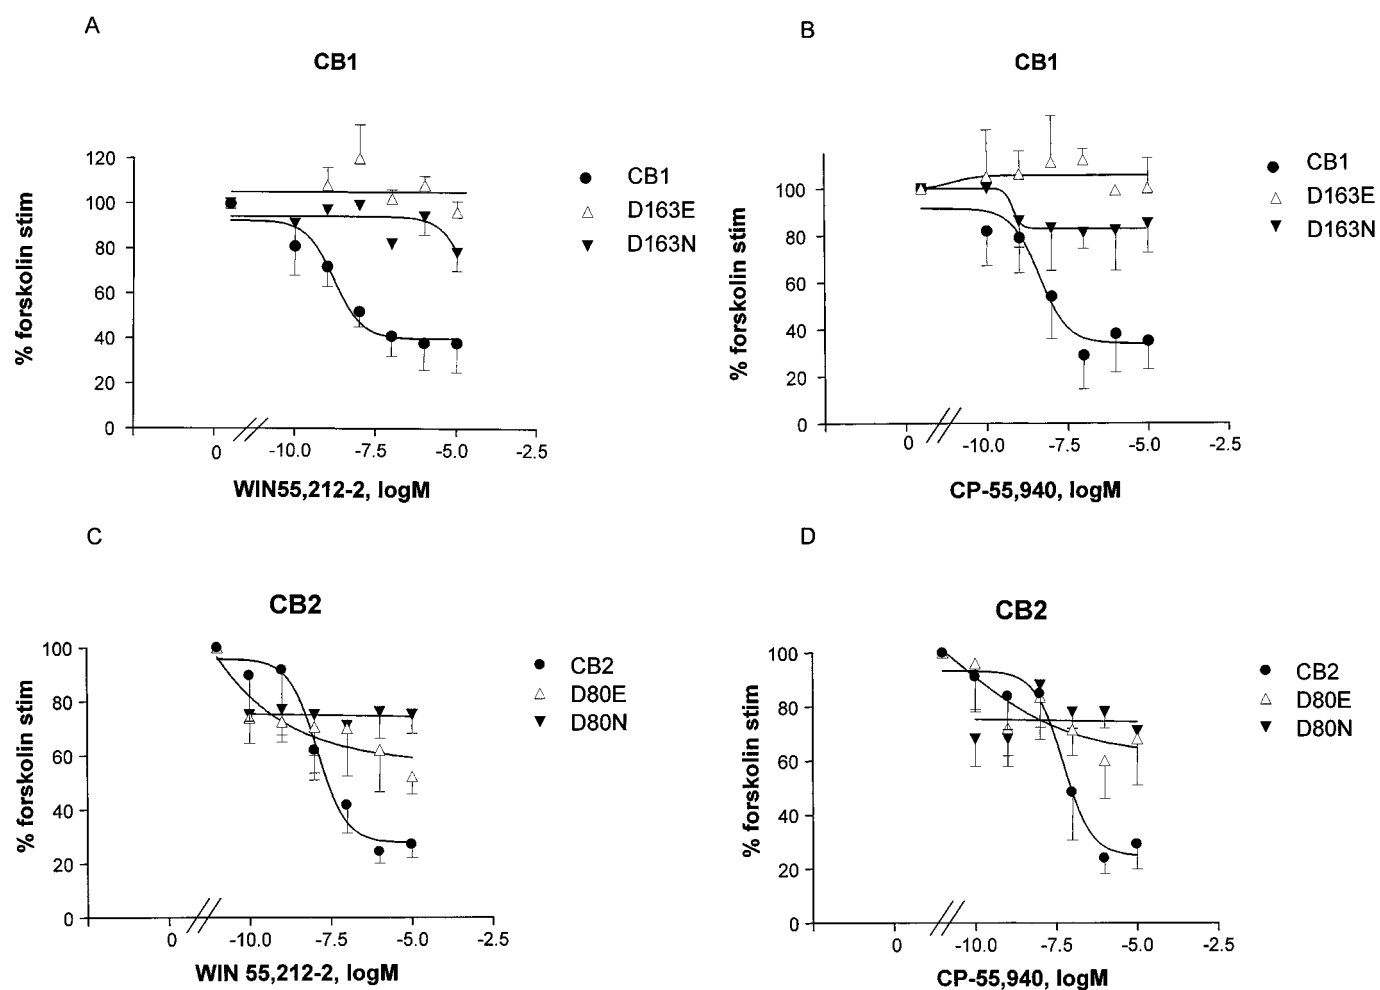 A
CB1
% forskolin stim
120
100
80
60
40
20
0
0 -10.0 -7.5 -5.0 -2.5
WIN55,212-2, logM
CB1
D163E
D163N
B
CB1
% forskolin stim
100
80
60
40
20
0
0 -10.0 -7.5 -5.0 -2.5
CP-55,940, logM
CB1
D163E
D163N
C
CB2
% forskolin stim
100
80
60
40
20
0
0 -10.0 -7.5 -5.0 -2.5
WIN 55,212-2, logM
CB2
D80E
D80N
D
CB2
% forskolin stim
100
80
60
40
20
0
0 -10.0 -7.5 -5.0 -2.5
CP-55,940, logM
CB2
D80E
D80N